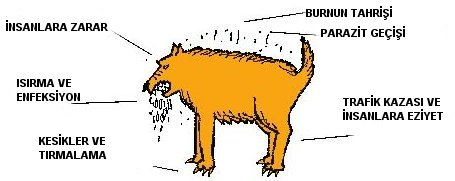 BURNUN TAHRİŞİ
İNSANLARA ZARAR
PARAZİT GEÇİŞİ
ISIRMA VE
ENFEKSİYON
TRAFİK KAZASI VE
İNSANLARA EZİYET
KESİKLER VE
TIRMALAMA